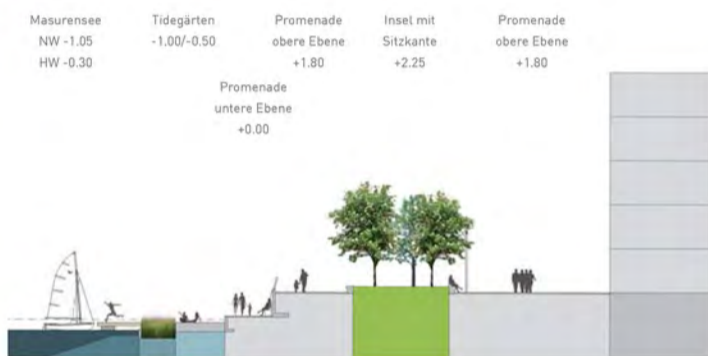 Masurensee
NW -1.05
HW -0.30
Tidegärten
-1.00/-0.50
Promenade
untere Ebene
+0.00
Promenade
obere Ebene
+1.80
Insel mit
Sitzkante
+2.25
Promenade
obere Ebene
+1.80